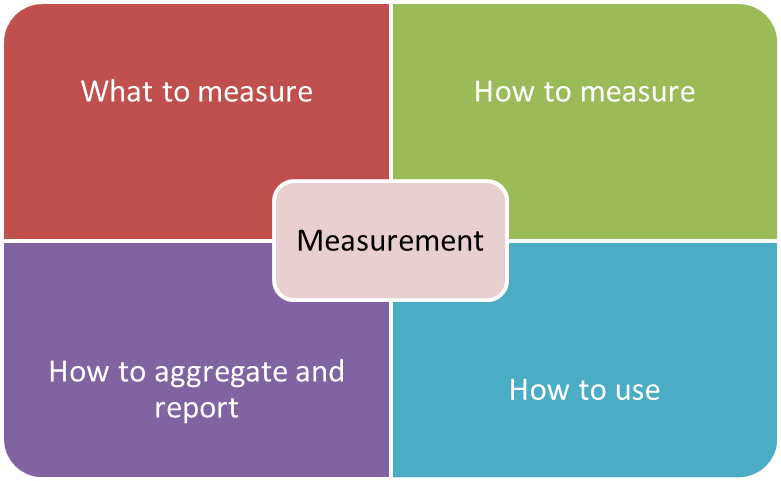 What to measure
How to measure
Measurement
How to aggregate and
report
How to use